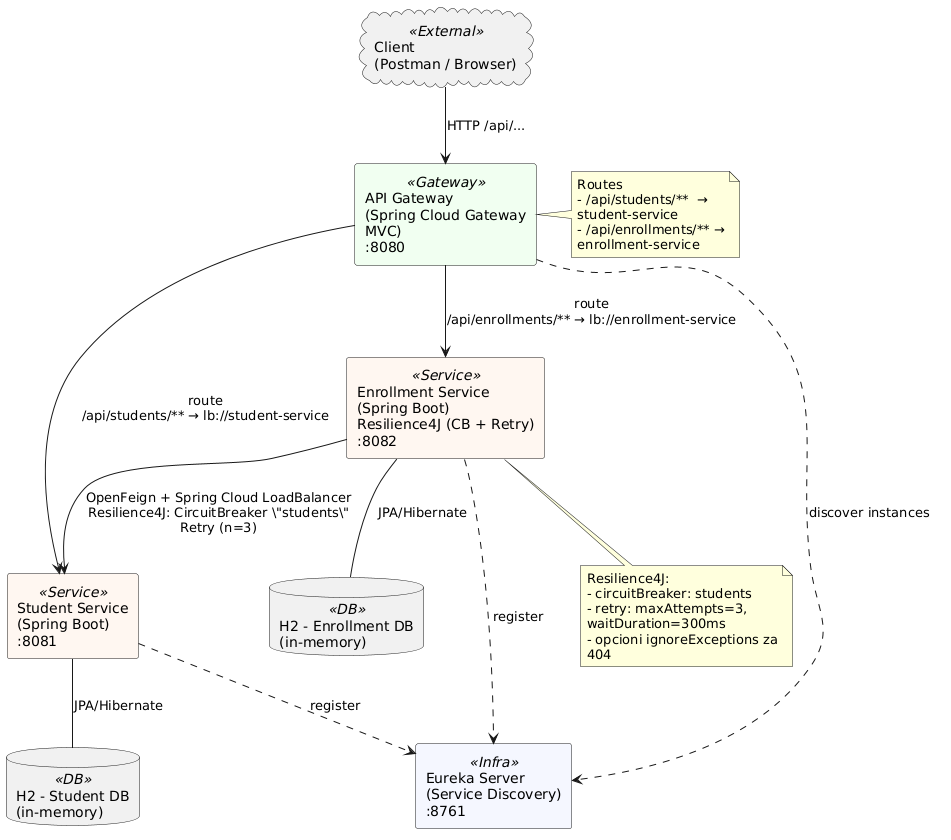 «External»
Client
(Postman / Browser)
HTTP /api/...
«Gateway»
API Gateway
(Spring Cloud Gateway
MVC)
:8080
Routes
- /api/students/**  →
student-service
- /api/enrollments/** →
enrollment-service
route
/api/enrollments/** → lb://enrollment-service
«Service»
Enrollment Service
(Spring Boot)
Resilience4J (CB + Retry)
:8082
route
/api/students/** → lb://student-service
OpenFeign + Spring Cloud LoadBalancer
Resilience4J: CircuitBreaker \"students\"
Retry (n=3)
JPA/Hibernate
discover instances
«Service»
Student Service
(Spring Boot)
:8081
«DB»
H2 - Enrollment DB
(in-memory)
register
Resilience4J:
- circuitBreaker: students
- retry: maxAttempts=3,
waitDuration=300ms
- opcioni ignoreExceptions za
404
JPA/Hibernate
register
«DB»
H2 - Student DB
(in-memory)
«Infra»
Eureka Server
(Service Discovery)
:8761